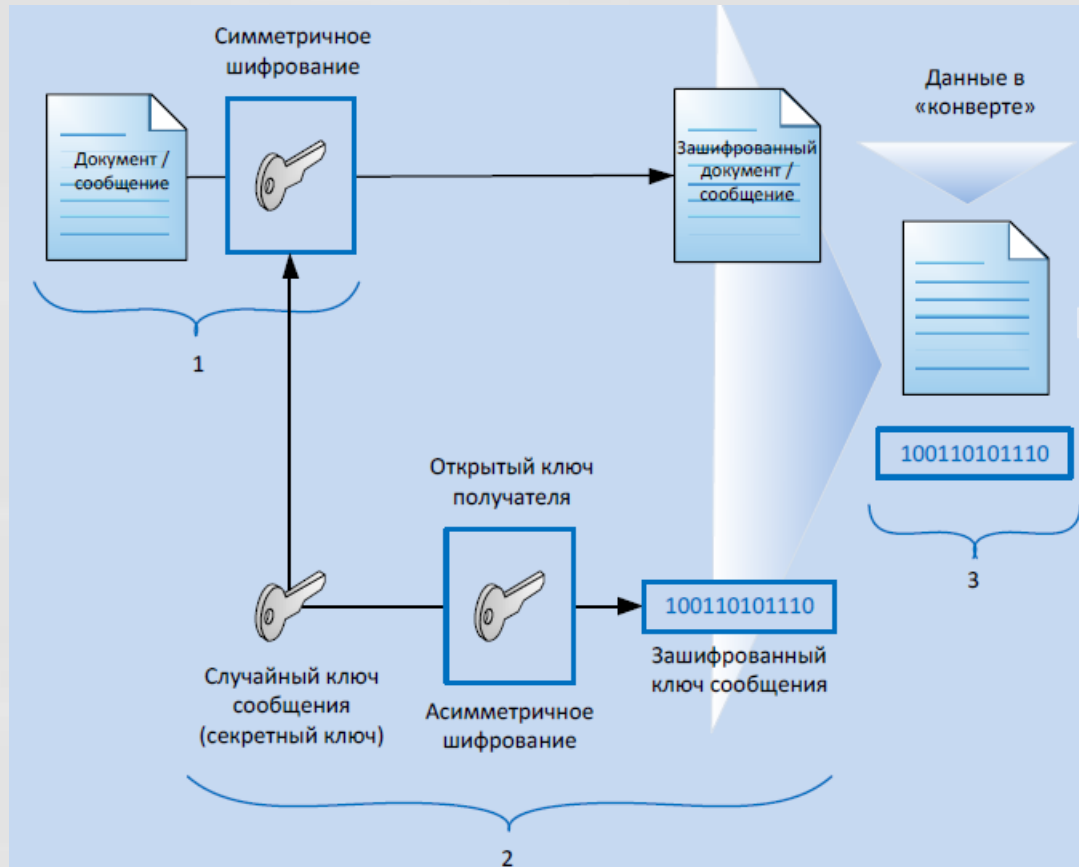 Симметричное
шифрование
Документ /
сообщение
Зашифрованный
документ /
сообщение
Данные в
«конверте»
1
100110101110
3
Открытый ключ
получателя
100110101110
Случайный ключ
сообщения
(секретный ключ)
Асимметричное
шифрование
Зашифрованный
ключ сообщения
2